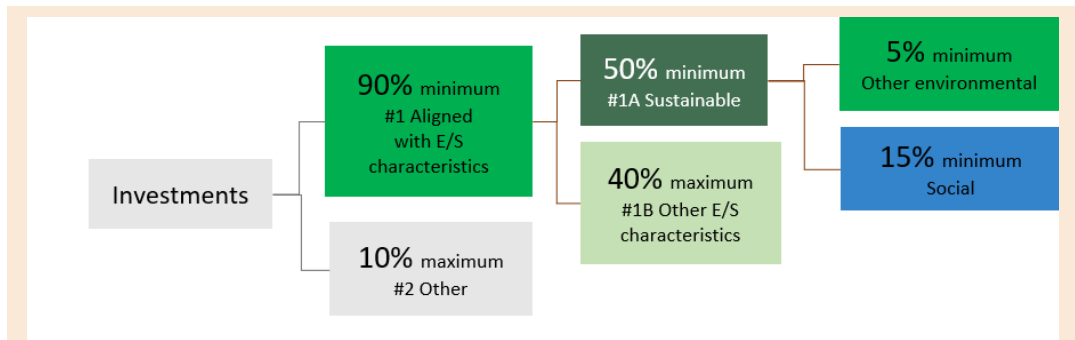 Investments
90% minimum
#1 Aligned
with E/S
characteristics
10% maximum
#2 Other
50% minimum
#1A Sustainable
40% maximum
#1B Other E/S
characteristics
5% minimum
Other environmental
15% minimum
Social